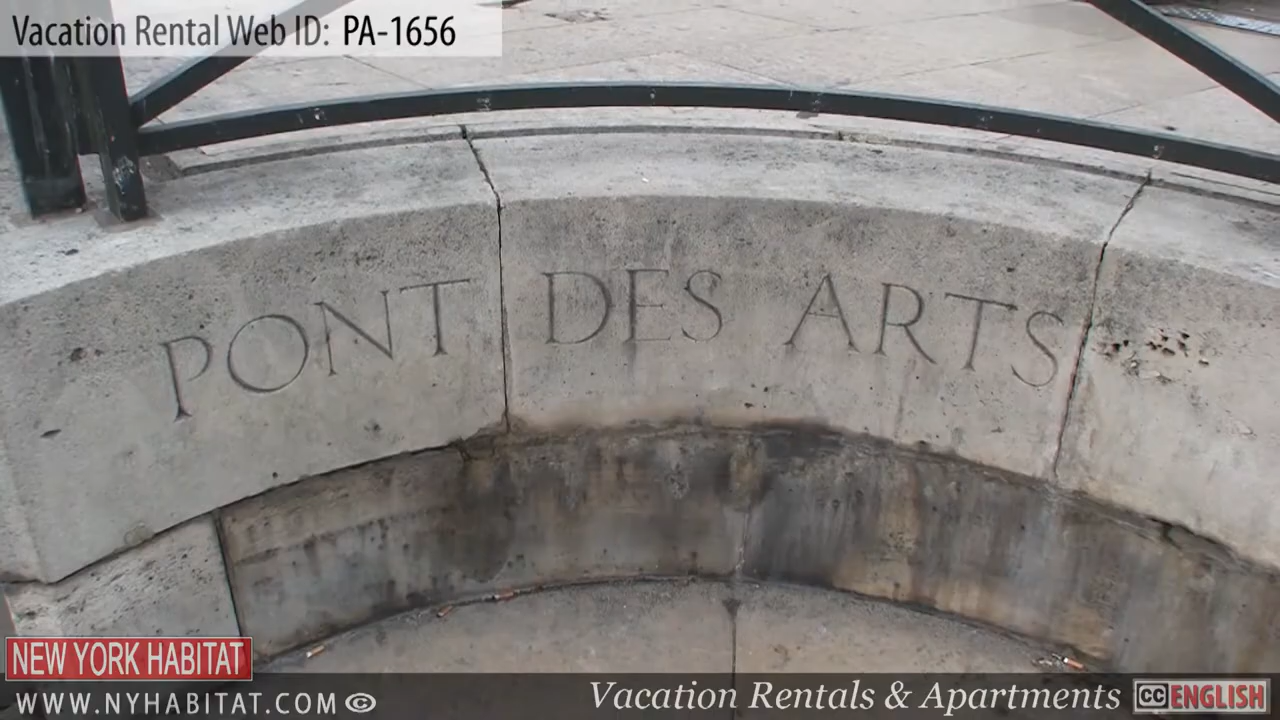 Vacation Rental Web ID: PA-1656
PONT DES ARTS
NEW YORK HABITAT
WWW.NYHABITAT.COM ©
Vacation Rentals & Apartments
CC ENGLISH